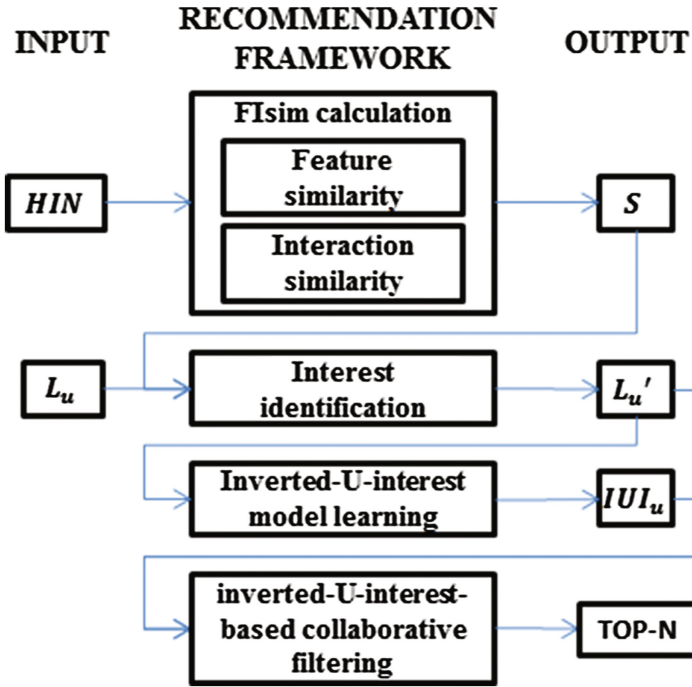 INPUT
RECOMMENDATION
FRAMEWORK
OUTPUT
FIsim calculation
Feature
similarity
Interaction
similarity
HIN
S
L_u
Interest
identification
L_u'
Inverted-U-interest
model learning
IUI_u
inverted-U-interest-
based collaborative
filtering
TOP-N